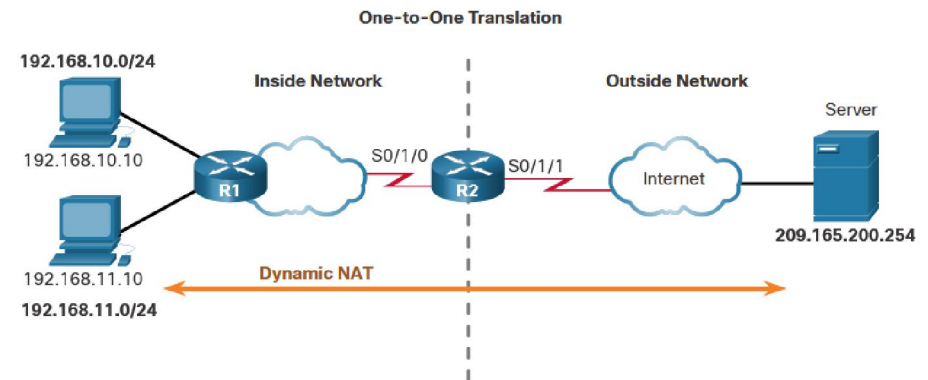 One-to-One Translation
192.168.10.0/24
Inside Network
Outside Network
Server
192.168.10.10
R1
S0/1/0
R2
S0/1/1
Internet
209.165.200.254
192.168.11.10
Dynamic NAT
192.168.11.0/24